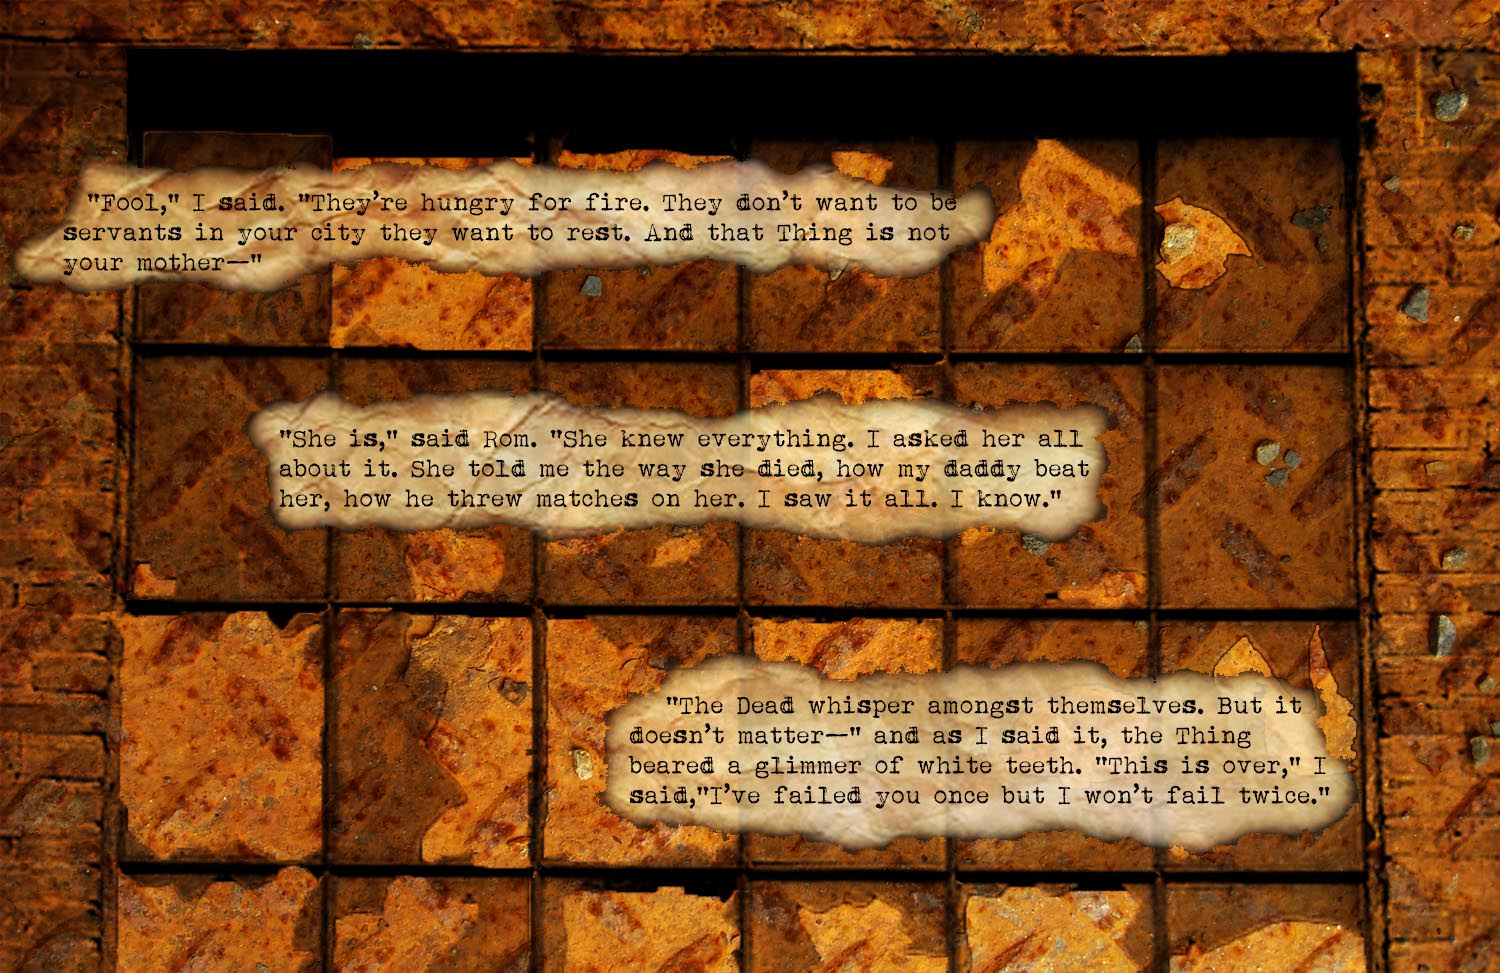 "Fool," I said. "They're hungry for fire. They don't want to be
servants in your city they want to rest. And that Thing is not
your mother—"
"She is," said Rom. "She knew everything. I asked her all
about it. She told me the way she died, how my daddy beat
her, how he threw matches on her. I saw it all. I know."
"The Dead whisper amongst themselves. But it
doesn't matter—" and as I said it, the Thing
beared a glimmer of white teeth. "This is over," I
said,"I've failed you once but I won't fail twice."